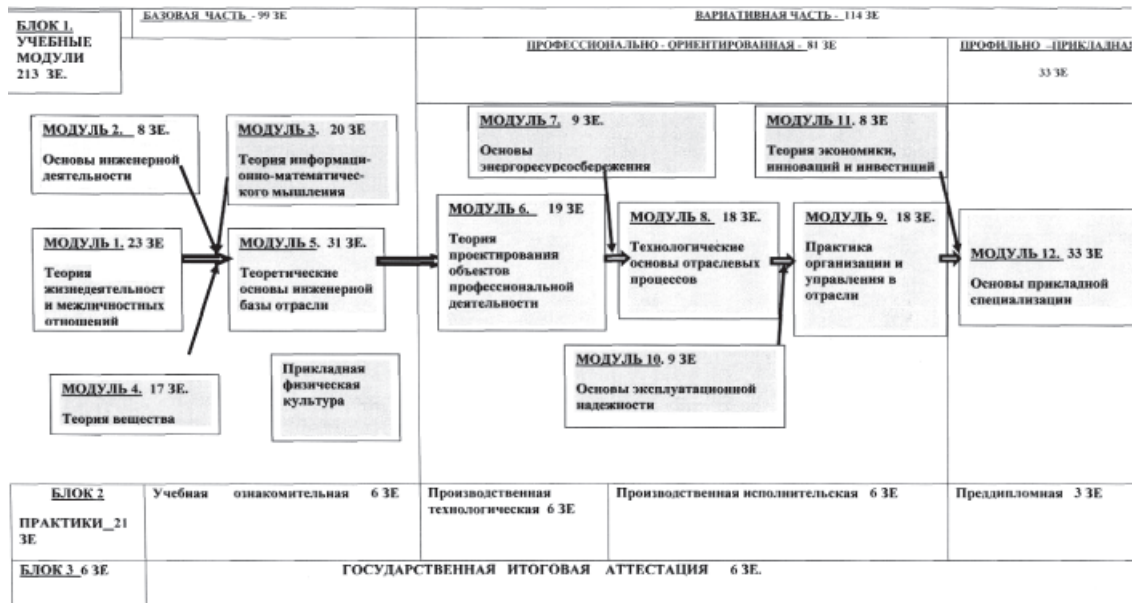 БЛОК 1.
УЧЕБНЫЕ
МОДУЛИ
213 ЗЕ.
БАЗОВАЯ ЧАСТЬ - 99 ЗЕ
ВАРИАТИВНАЯ ЧАСТЬ - 114 ЗЕ
ПРОФЕССИОНАЛЬНО - ОРИЕНТИРОВАННАЯ - 81 ЗЕ
ПРОФИЛЬНО –ПРИКЛАДНАЯ
33 ЗЕ
МОДУЛЬ 2. 8 ЗЕ.
Основы инженерной
деятельности
МОДУЛЬ 3. 20 ЗЕ
Теория информаци-
онно-математичес-
кого мышления
МОДУЛЬ 7. 9 ЗЕ.
Основы
энергоресурсосбережения
МОДУЛЬ 11. 8 ЗЕ
Теория экономики,
инноваций и инвестиций
МОДУЛЬ 1. 23 ЗЕ
Теория
жизнедеятельност
и межличностных
отношений
МОДУЛЬ 5. 31 ЗЕ.
Теоретические
основы инженерной
базы отрасли
МОДУЛЬ 6. 19 ЗЕ
Теория
проектирования
объектов
профессиональной
деятельности
МОДУЛЬ 8. 18 ЗЕ.
Технологические
основы отраслевых
процессов
МОДУЛЬ 9. 18 ЗЕ.
Практика
организации и
управления в
отрасли
МОДУЛЬ 12. 33 ЗЕ
Основы прикладной
специализации
МОДУЛЬ 4. 17 ЗЕ.
Теория вещества
Прикладная
физическая
культура
МОДУЛЬ 10. 9 ЗЕ
Основы эксплуатационной
надежности
БЛОК 2
ПРАКТИКИ_21
ЗЕ
Учебная ознакомительная 6 ЗЕ
Производственная
технологическая 6 ЗЕ
Производственная исполнительская 6 ЗЕ
Преддипломная 3 ЗЕ
БЛОК 3 6 ЗЕ
ГОСУДАРСТВЕННАЯ ИТОГОВАЯ АТТЕСТАЦИЯ 6 ЗЕ.